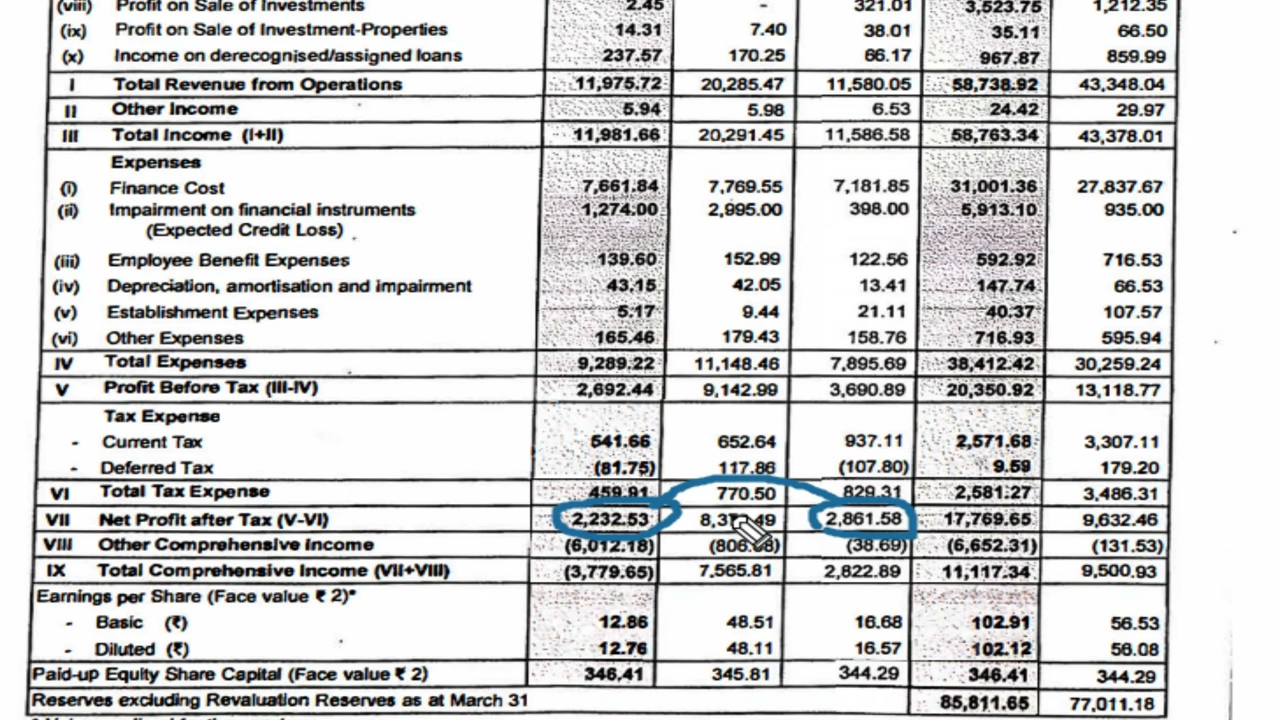 (viii) Profit on Sale of Investments 2.45 - 321.01 3,523.75 1,212.35
(ix) Profit on Sale of Investment-Properties 14.31 7.40 38.01 35.11 66.50
(x) Income on derecognised/assigned loans 237.57 170.25 66.17 967.87 859.99
I Total Revenue from Operations 11,975.72 20,285.47 11,580.05 58,738.92 43,348.04
II Other Income 5.94 5.98 6.53 24.42 29.97
III Total Income (I+II) 11,981.66 20,291.45 11,586.58 58,763.34 43,378.01
Expenses
(i) Finance Cost 7,661.84 7,769.55 7,181.85 31,001.36 27,837.67
(ii) Impairment on financial instruments 1,274.00 2,995.00 398.00 5,913.10 935.00
(Expected Credit Loss)
(iii) Employee Benefit Expenses 139.60 152.99 122.56 592.92 716.53
(iv) Depreciation, amortisation and impairment 43.15 42.05 13.41 147.74 66.53
(v) Establishment Expenses 5.17 9.44 21.11 40.37 107.57
(vi) Other Expenses 165.46 179.43 158.76 716.93 595.94
IV Total Expenses 9,289.22 11,148.46 7,895.69 38,412.42 30,259.24
V Profit Before Tax (III-IV) 2,692.44 9,142.99 3,690.89 20,350.92 13,118.77
Tax Expense
- Current Tax 541.66 652.64 937.11 2,571.68 3,307.11
- Deferred Tax (81.75) 117.86 (107.80) 9.59 179.20
VI Total Tax Expense 459.91 770.50 829.31 2,581.27 3,486.31
VII Net Profit after Tax (V-VI) 2,232.53 2,861.58 17,769.65 9,632.46
VIII Other Comprehensive Income (6,012.18) (38.69) (6,652.31) (131.53)
IX Total Comprehensive Income (VII+VIII) (3,779.65) 7,565.81 2,822.89 11,117.34 9,500.93
Earnings per Share (Face value ₹ 2)*
- Basic (₹) 12.86 48.51 16.68 102.91 56.53
- Diluted (₹) 12.76 48.11 16.57 102.12 56.08
Paid-up Equity Share Capital (Face value ₹ 2) 346.41 345.81 344.29 346.41 344.29
Reserves excluding Revaluation Reserves as at March 31 85,811.65 77,011.18